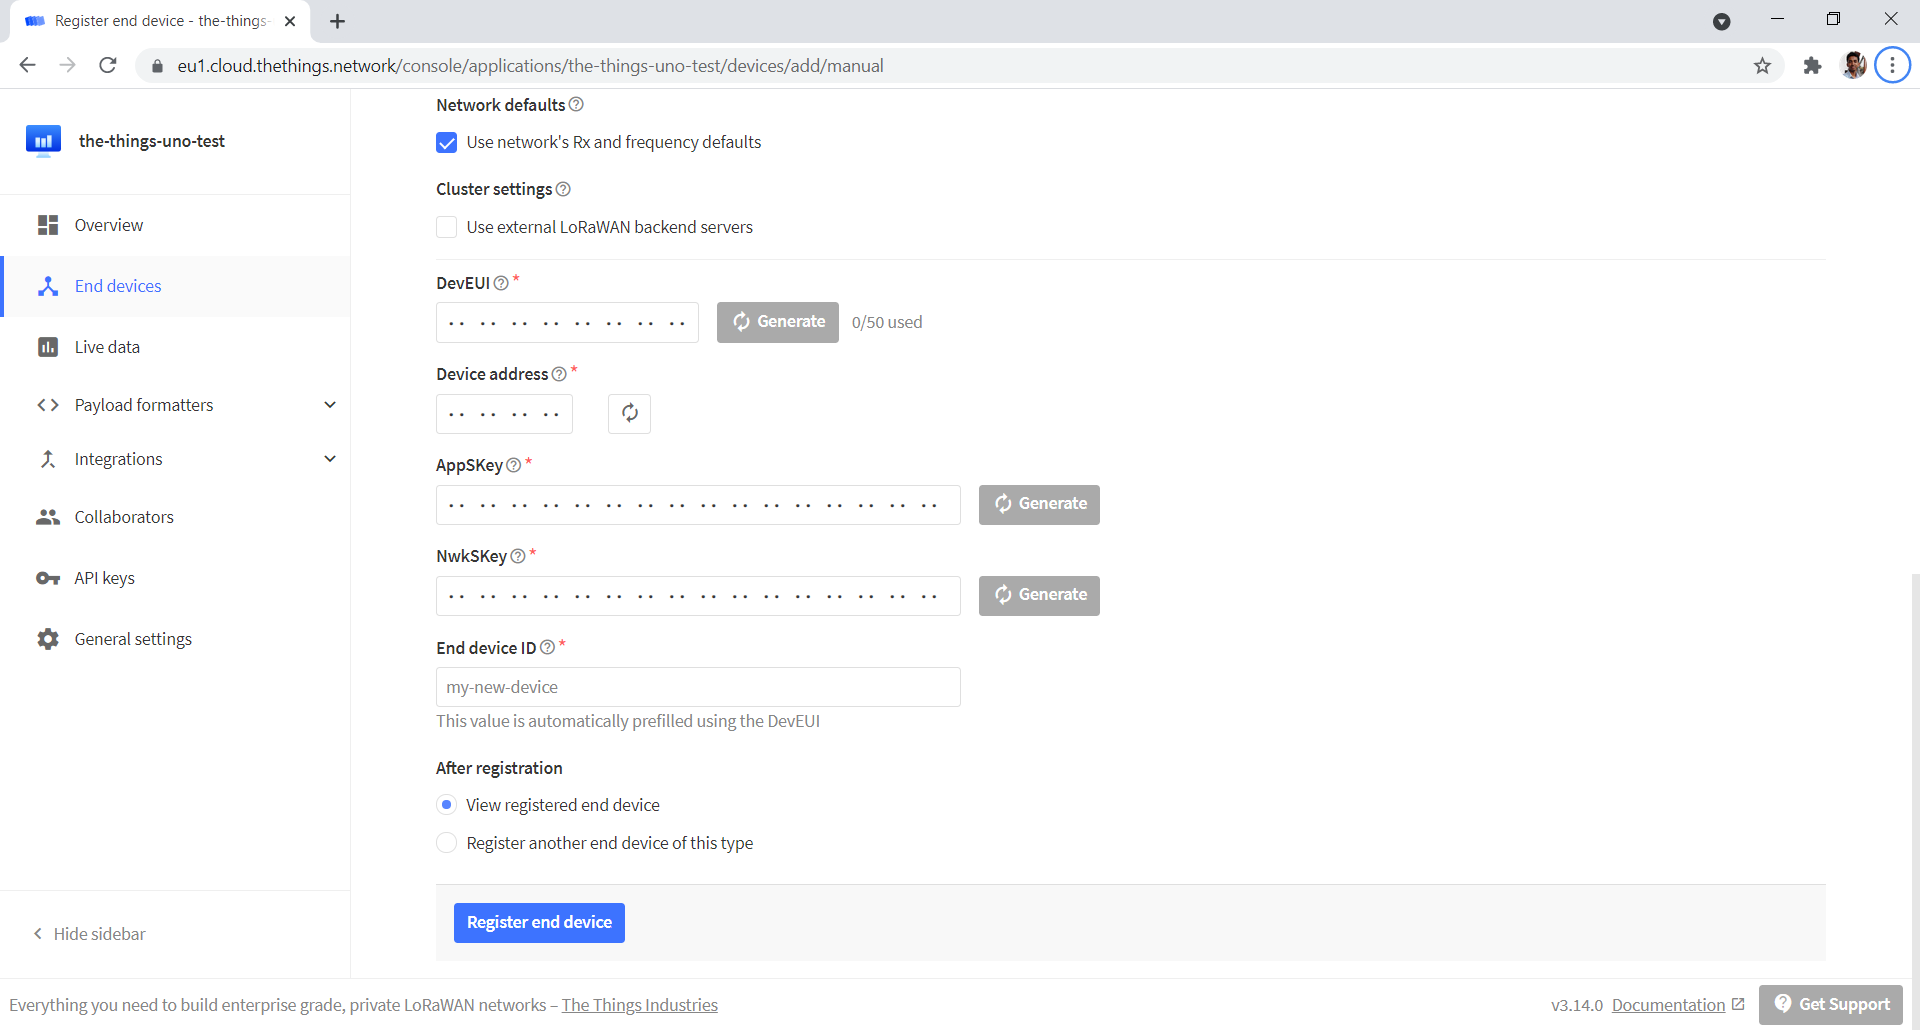 Register end device - the-things-
eu1.cloud.thethings.network/console/applications/the-things-uno-test/devices/add/manual
the-things-uno-test
Overview
End devices
Live data
Payload formatters
Integrations
Collaborators
API keys
General settings
Hide sidebar
Network defaults
Use network's Rx and frequency defaults
Cluster settings
Use external LoRaWAN backend servers
DevEUI *
Generate 0/50 used
Device address *
AppSKey *
Generate
NwkSKey *
Generate
End device ID *
my-new-device
This value is automatically prefilled using the DevEUI
After registration
View registered end device
Register another end device of this type
Register end device
Everything you need to build enterprise grade, private LoRaWAN networks – The Things Industries
v3.14.0 Documentation Get Support